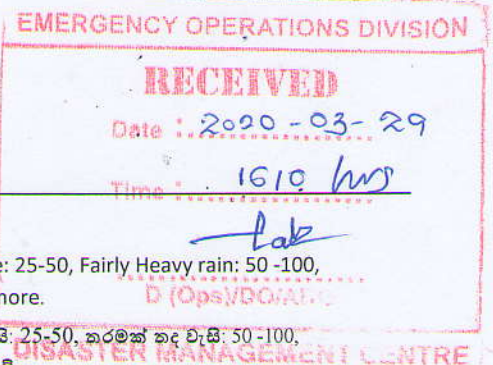 EMERGENCY OPERATIONS DIVISION
RECEIVED
Date : 2020-03-29
Time : 1610 hrs
e: 25-50, Fairly Heavy rain: 50 -100,
nore.
D (Ops)/DO/
සි: 25-50, තරමක් තද වැසි: 50 -100,
DISASTER MANAGEMENT CENTRE